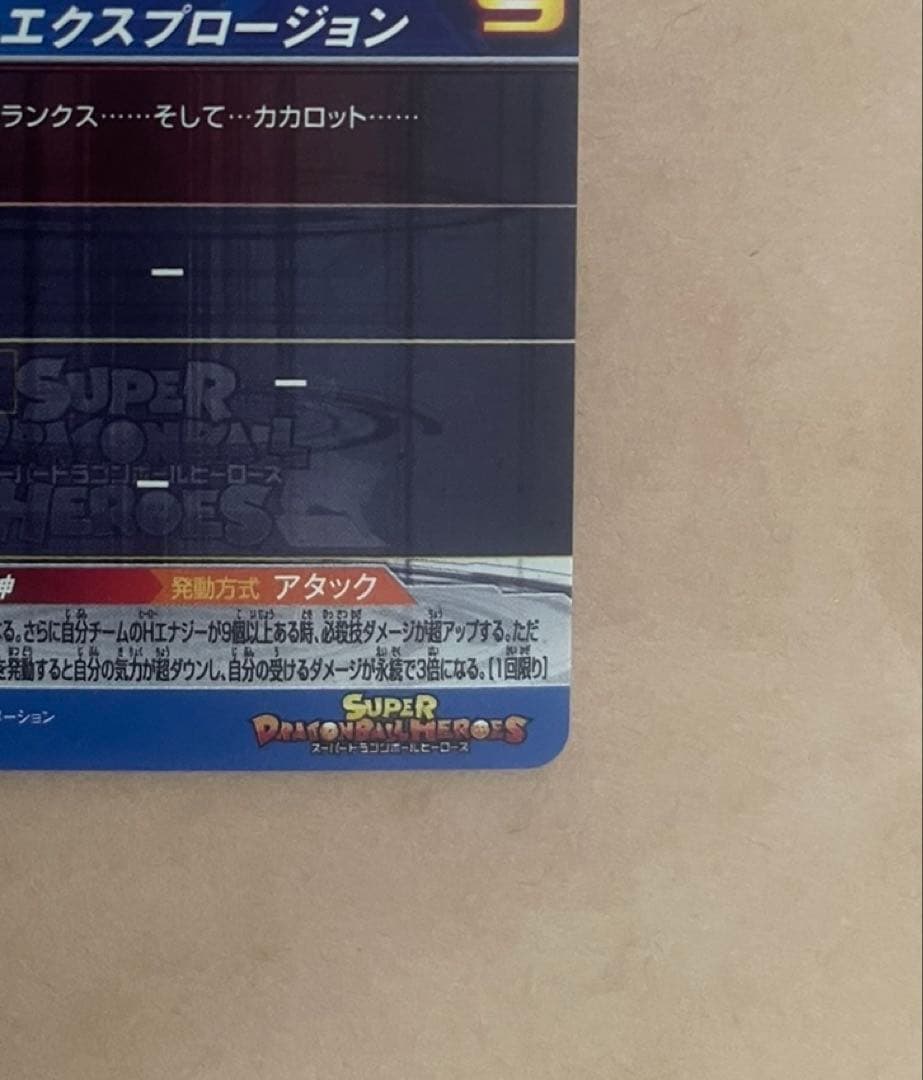 エクスプロージョン 9
ランクス……そして…カカロット……
ー
ー
SUPER
DRAGONBALL
スーパードラゴンボールヒーローズ
HEROES
ー
神 発動方式 アタック
る。さらに自分チームのHエナジーが9個以上ある時、必殺技ダメージが超アップする。ただ
を発動すると自分の気力が超ダウンし、自分の受けるダメージが永続で3倍になる。[1回限り]
ーション
SUPER
DRAGONBALL HEROES
スーパードラゴンボールヒーローズ